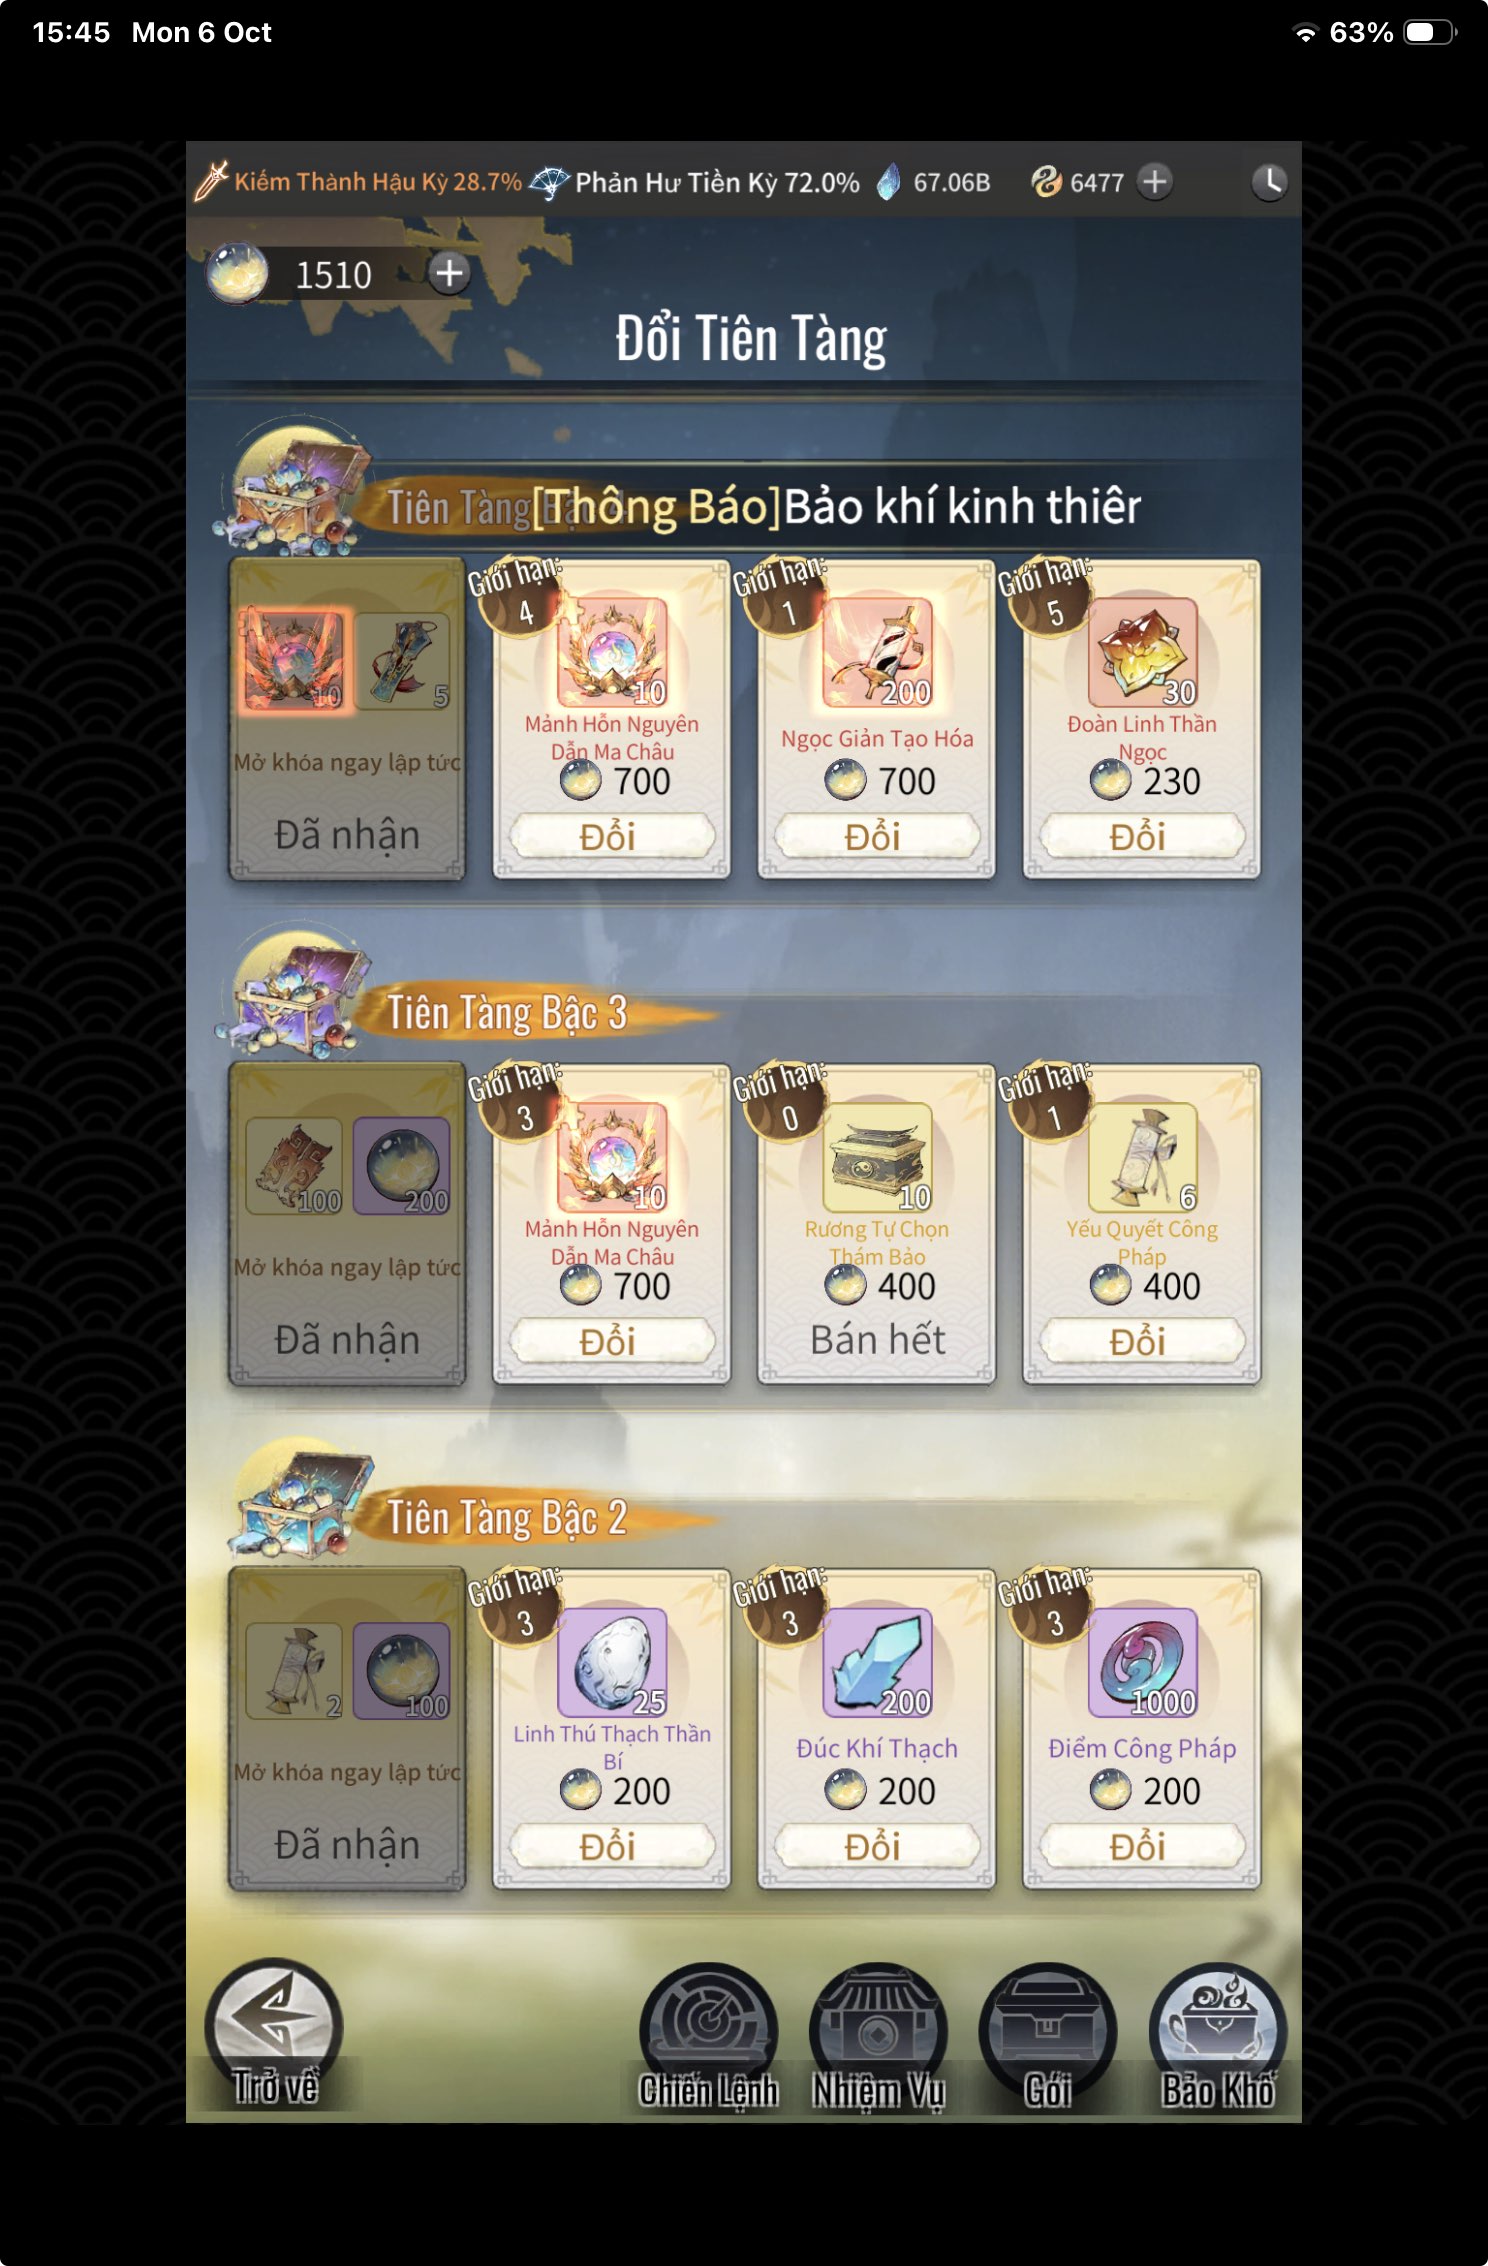 15:45 Mon 6 Oct
63%
Kiếm Thành Hậu Kỳ 28.7% Phản Hư Tiền Kỳ 72.0% 67.06B 6477
1510
Đổi Tiên Tàng
Tiên Tàng Bậc 4
[Thông Báo]Bảo khí kinh thiên
Giới hạn: Giới hạn: Giới hạn:
4 1 5
10 5 10 200 30
Mở khóa ngay lập tức
Mảnh Hỗn Nguyên
Dẫn Ma Châu
Ngọc Giản Tạo Hóa
Đoàn Linh Thần
Ngọc
700 700 230
Đã nhận Đổi Đổi Đổi
Tiên Tàng Bậc 3
Giới hạn: Giới hạn: Giới hạn:
3 0 1
100 200 10 10 6
Mở khóa ngay lập tức
Mảnh Hỗn Nguyên
Dẫn Ma Châu
Rương Tự Chọn
Thám Bảo
Yếu Quyết Công
Pháp
700 400 400
Đã nhận Đổi Bán hết Đổi
Tiên Tàng Bậc 2
Giới hạn: Giới hạn: Giới hạn:
3 3 3
2 100 25 200 1000
Mở khóa ngay lập tức
Linh Thú Thạch Thần
Bí
Đúc Khí Thạch
Điểm Công Pháp
200 200 200
Đã nhận Đổi Đổi Đổi
Trở về Chiến Lệnh Nhiệm Vụ Gói Bảo Khố